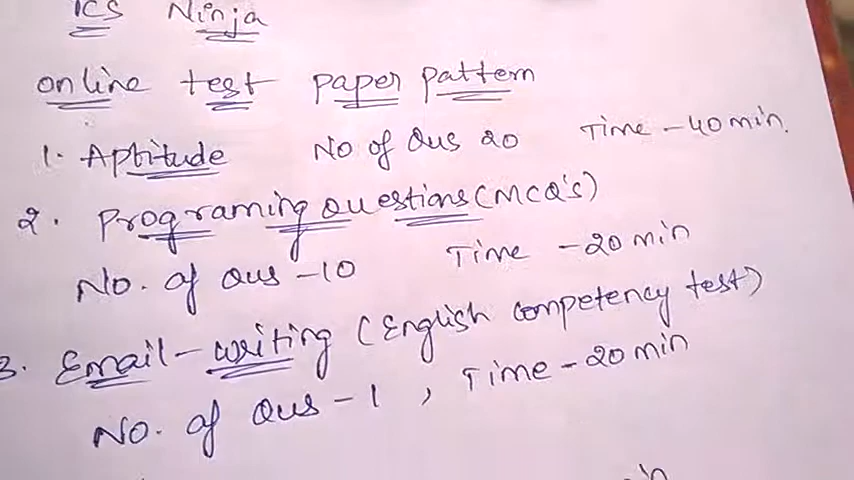 ICS Ninja
online test paper pattern
1. Aptitude No of Qus 20 Time - 40 min.
2. Programing Questions (MCQ's)
No. of Qus - 10 Time - 20 min
3. Email - writing (English competency test)
No. of Qus - 1, Time - 20 min
min